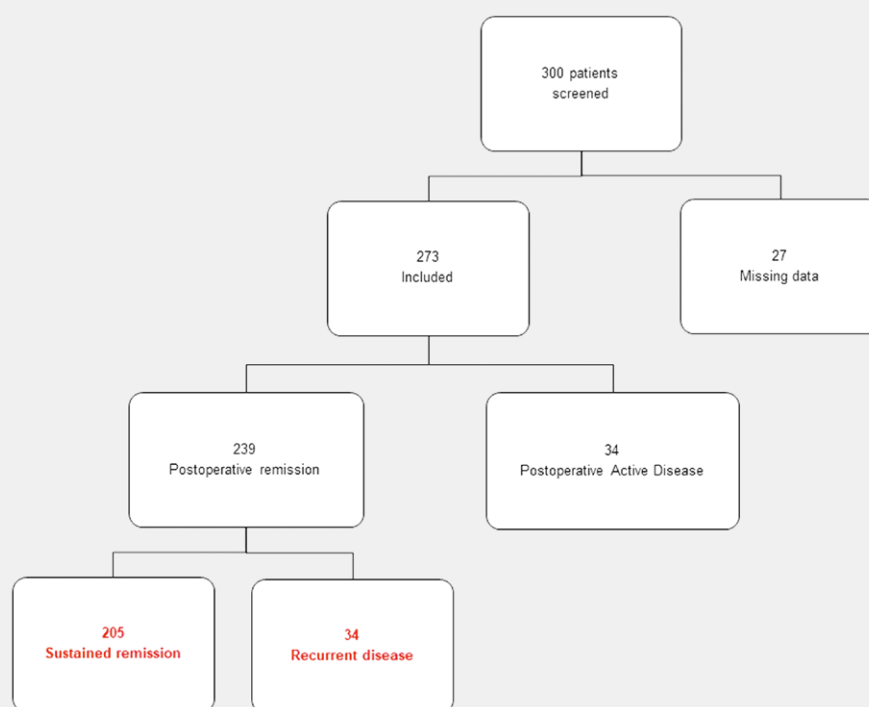 300 patients
screened
273
Included
27
Missing data
239
Postoperative remission
34
Postoperative Active Disease
205
Sustained remission
34
Recurrent disease